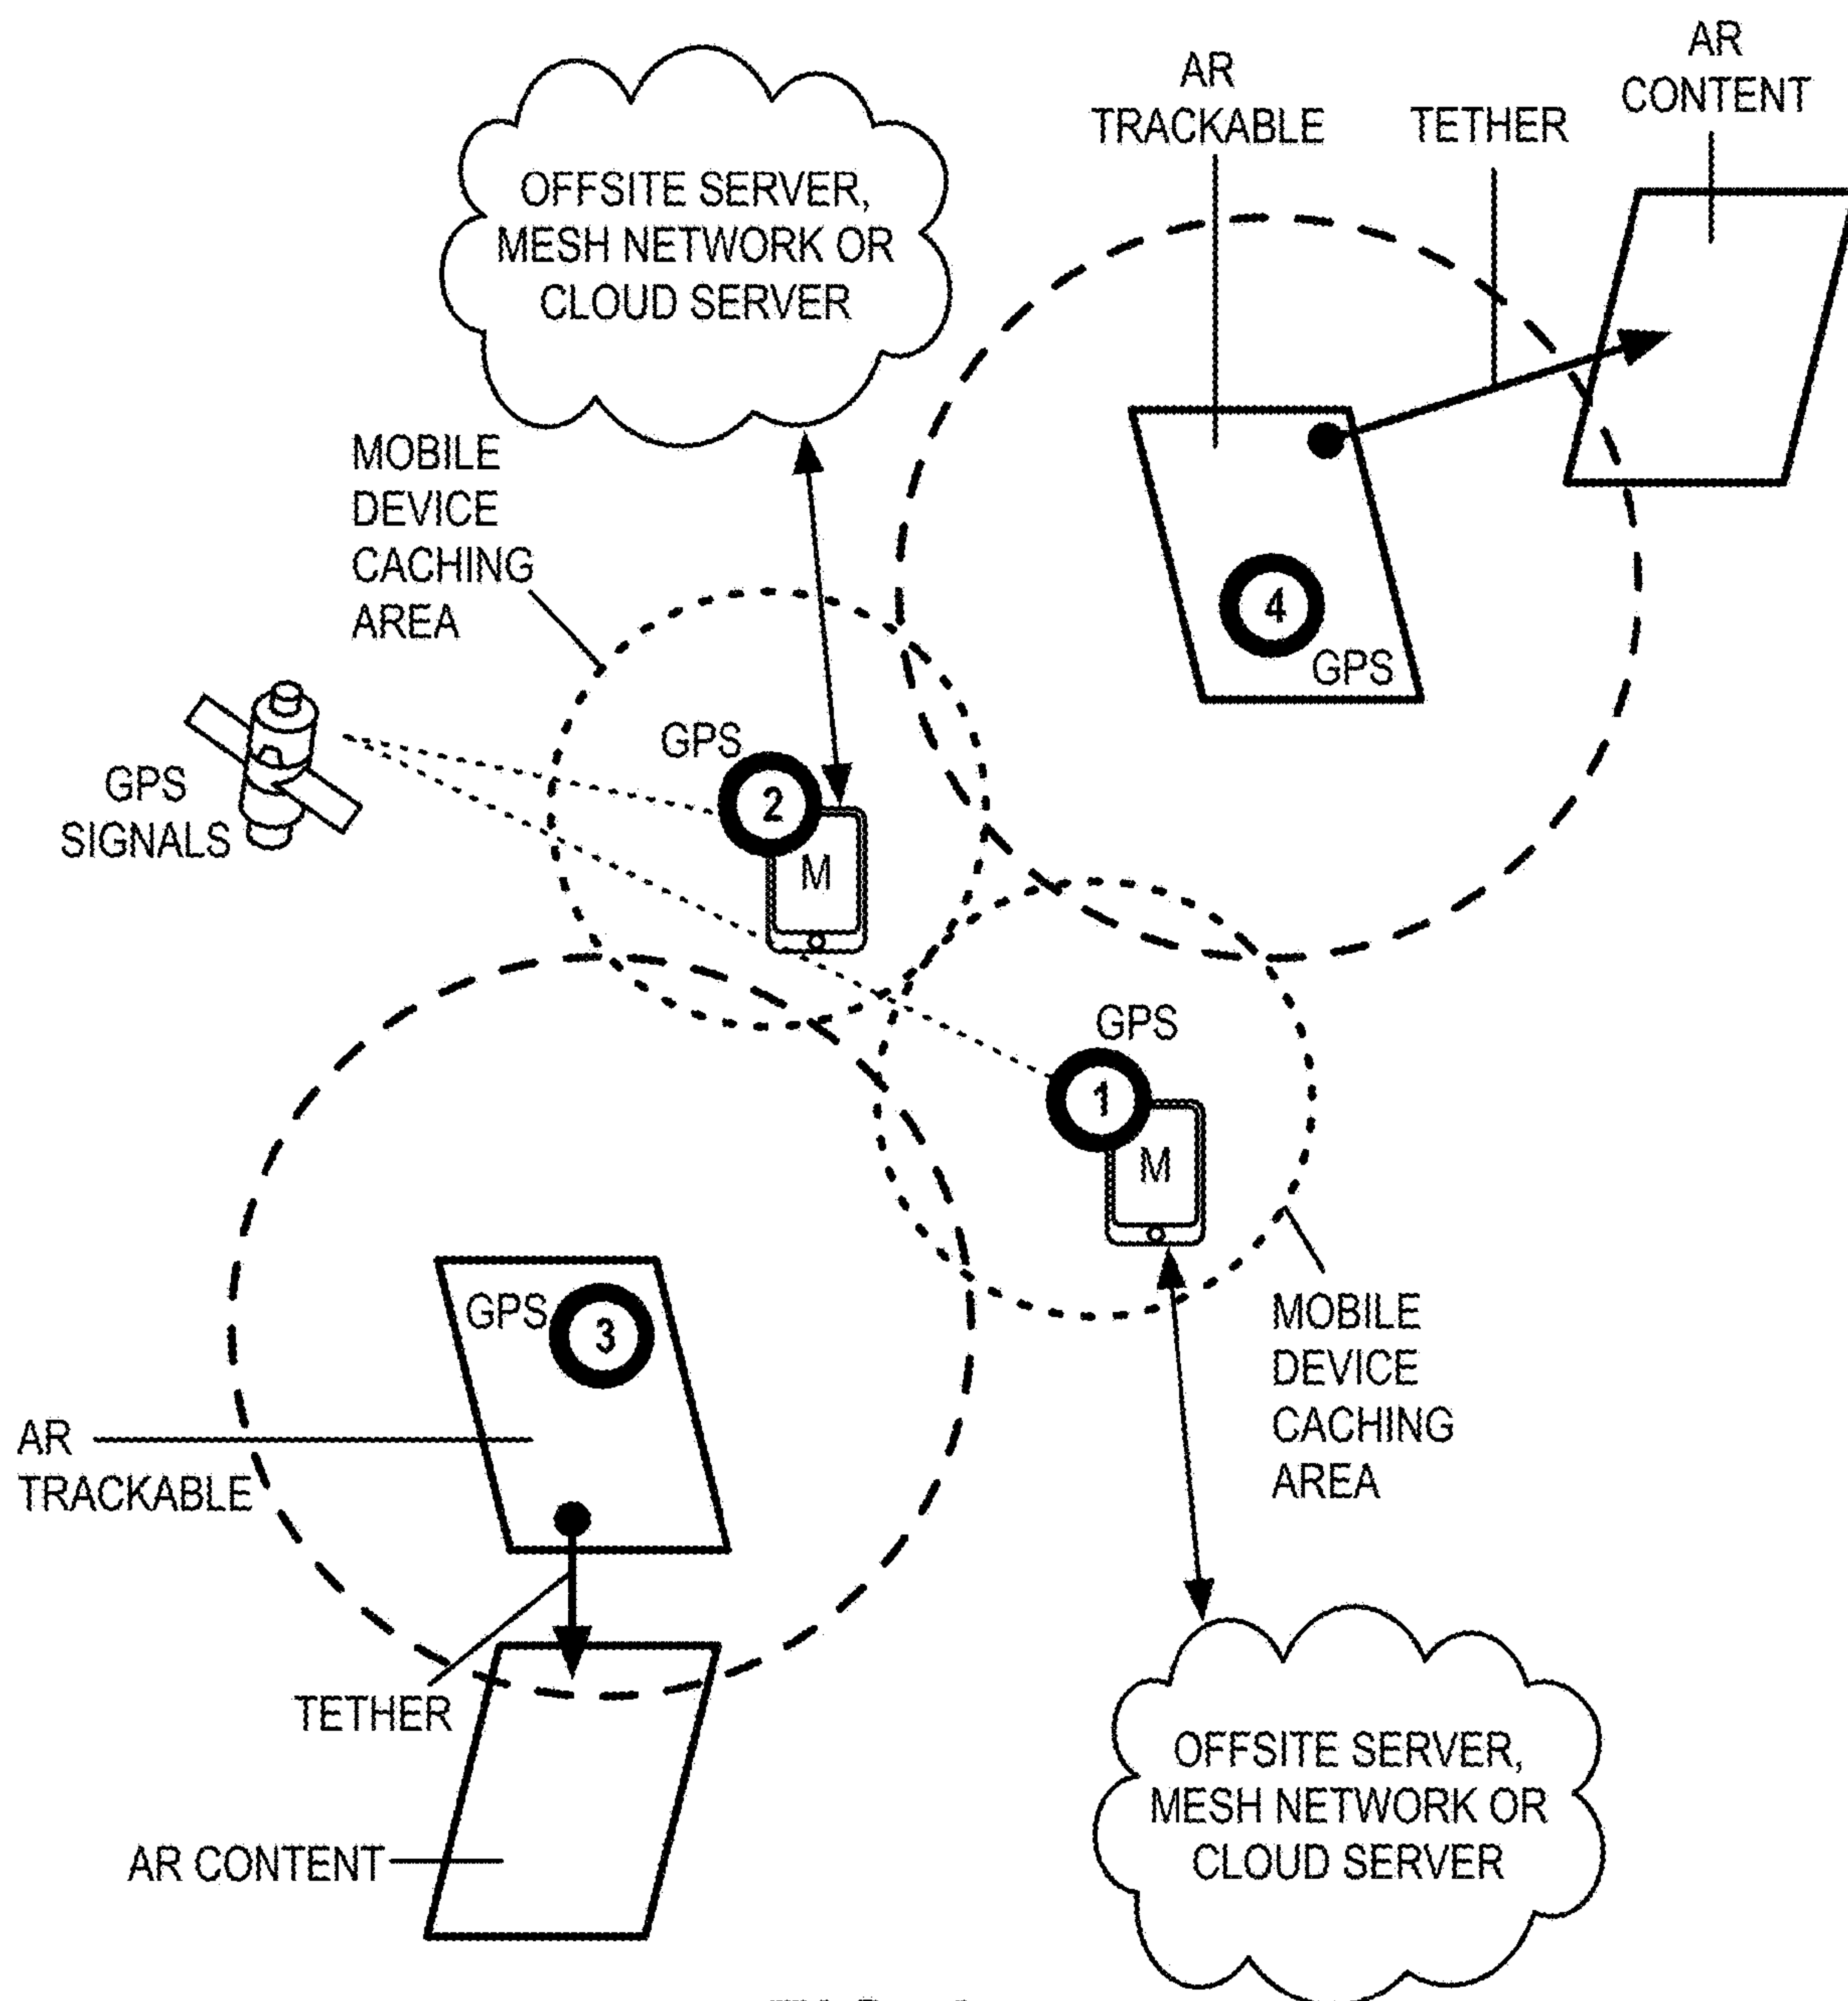 AR
CONTENT
AR
TRACKABLE
TETHER
OFFSITE SERVER,
MESH NETWORK OR
CLOUD SERVER
MOBILE
DEVICE
CACHING
AREA
4
GPS
GPS
SIGNALS
GPS
2
M
GPS
1
M
MOBILE
DEVICE
CACHING
AREA
GPS
3
AR
TRACKABLE
TETHER
AR CONTENT
OFFSITE SERVER,
MESH NETWORK OR
CLOUD SERVER